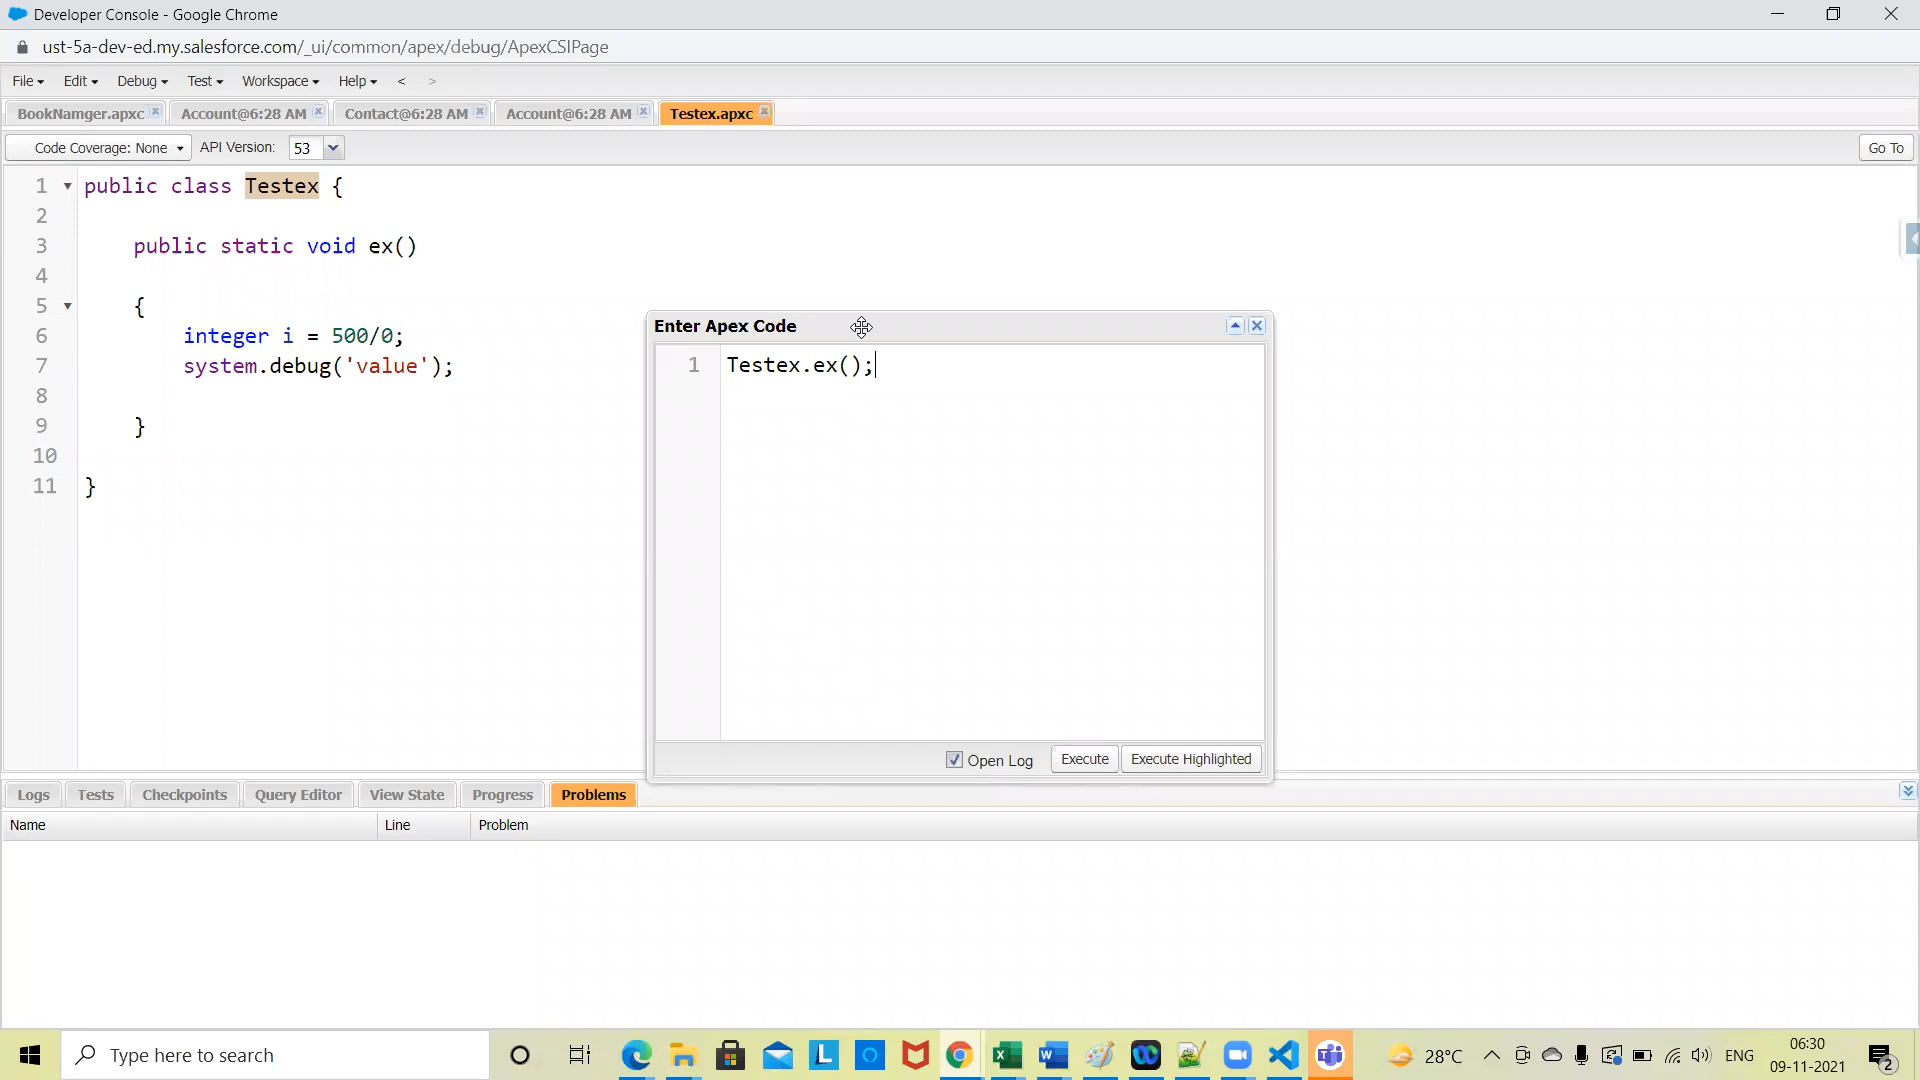 Developer Console - Google Chrome
ust-5a-dev-ed.my.salesforce.com/_ui/common/apex/debug/ApexCSIPage
File Edit Debug Test Workspace Help < >
BookNamger.apxc Account@6:28 AM Contact@6:28 AM Account@6:28 AM Testex.apxc
Code Coverage: None API Version: 53 Go To
1 public class Testex {
2
3 public static void ex()
4
5 {
6 integer i = 500/0;
7 system.debug('value');
8
9 }
10
11 }
Enter Apex Code
1 Testex.ex();
Open Log Execute Execute Highlighted
Logs Tests Checkpoints Query Editor View State Progress Problems
Name Line Problem
Type here to search
28°C ENG
06:30
09-11-2021
2